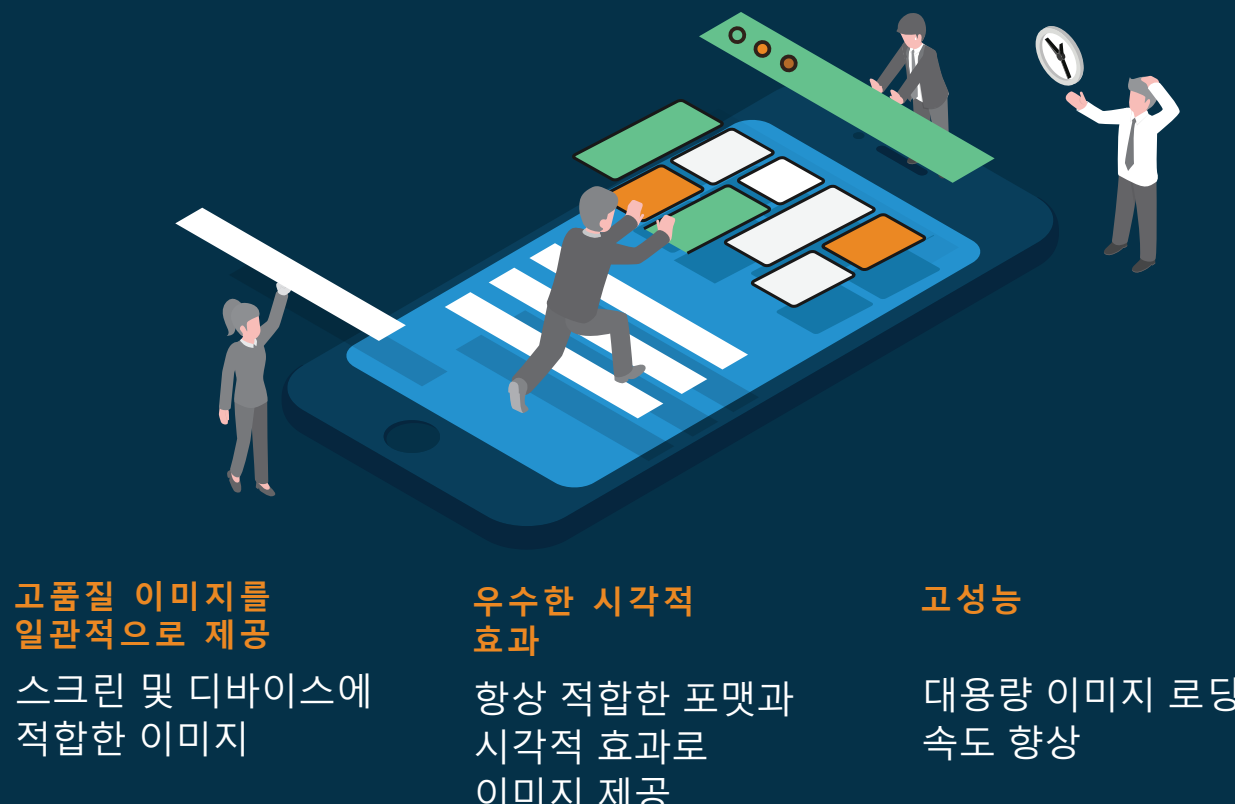 고품질 이미지를
일관적으로 제공
스크린 및 디바이스에
적합한 이미지
우수한 시각적
효과
항상 적합한 포맷과
시각적 효과로
이미지 제공
고성능
대용량 이미지 로딩
속도 향상